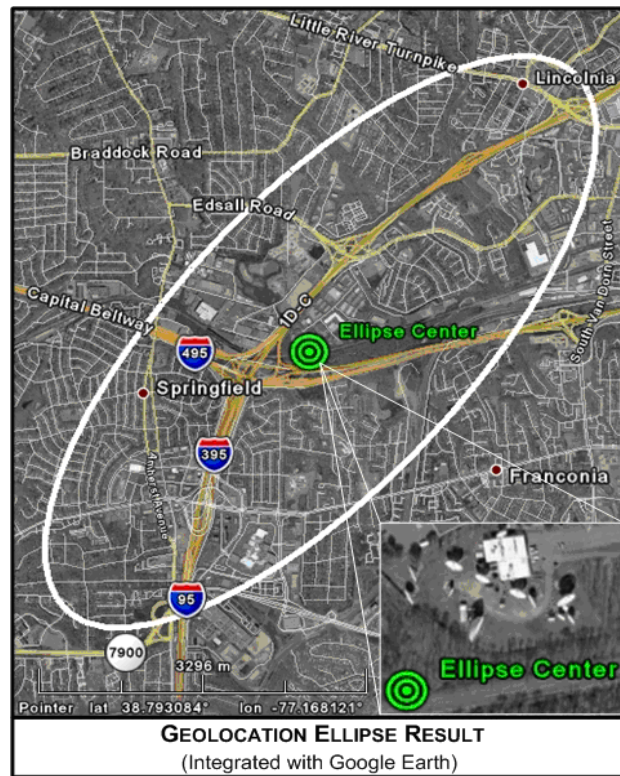 Little River Turnpike
Lincolnia
Braddock Road
Edsall Road
South Van Dorn Street
Capital Beltway
1D-C
Ellipse Center
495
Springfield
395
Franconia
Amherst Avenue
95
7900
3296 m
Ellipse Center
Pointer lat 38.793084° lon -77.168121°
GEOLOCATION ELLIPSE RESULT
(Integrated with Google Earth)